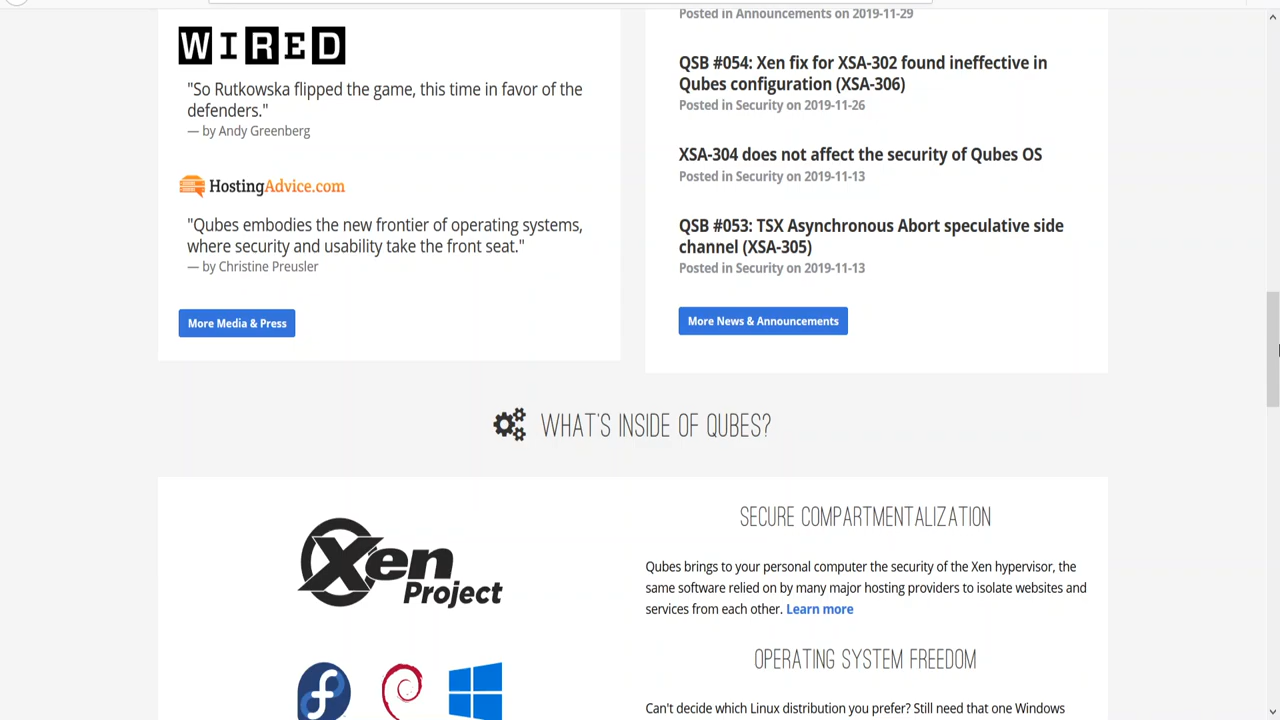 WIRED
"So Rutkowska flipped the game, this time in favor of the
defenders."
— by Andy Greenberg
HostingAdvice.com
"Qubes embodies the new frontier of operating systems,
where security and usability take the front seat."
— by Christine Preusler
More Media & Press
Posted in Announcements on 2019-11-29
QSB #054: Xen fix for XSA-302 found ineffective in
Qubes configuration (XSA-306)
Posted in Security on 2019-11-26
XSA-304 does not affect the security of Qubes OS
Posted in Security on 2019-11-13
QSB #053: TSX Asynchronous Abort speculative side
channel (XSA-305)
Posted in Security on 2019-11-13
More News & Announcements
WHAT'S INSIDE OF QUBES?
Xen
Project
SECURE COMPARTMENTALIZATION
Qubes brings to your personal computer the security of the Xen hypervisor, the
same software relied on by many major hosting providers to isolate websites and
services from each other. Learn more
OPERATING SYSTEM FREEDOM
Can't decide which Linux distribution you prefer? Still need that one Windows